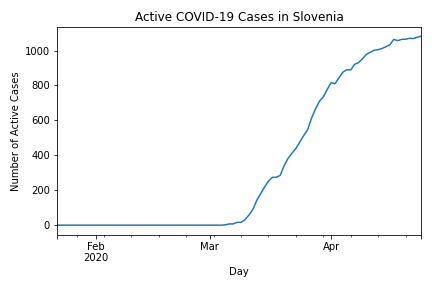 Active COVID-19 Cases in Slovenia
Number of Active Cases
1000
800
600
400
200
0
Feb
2020
Mar
Apr
Day